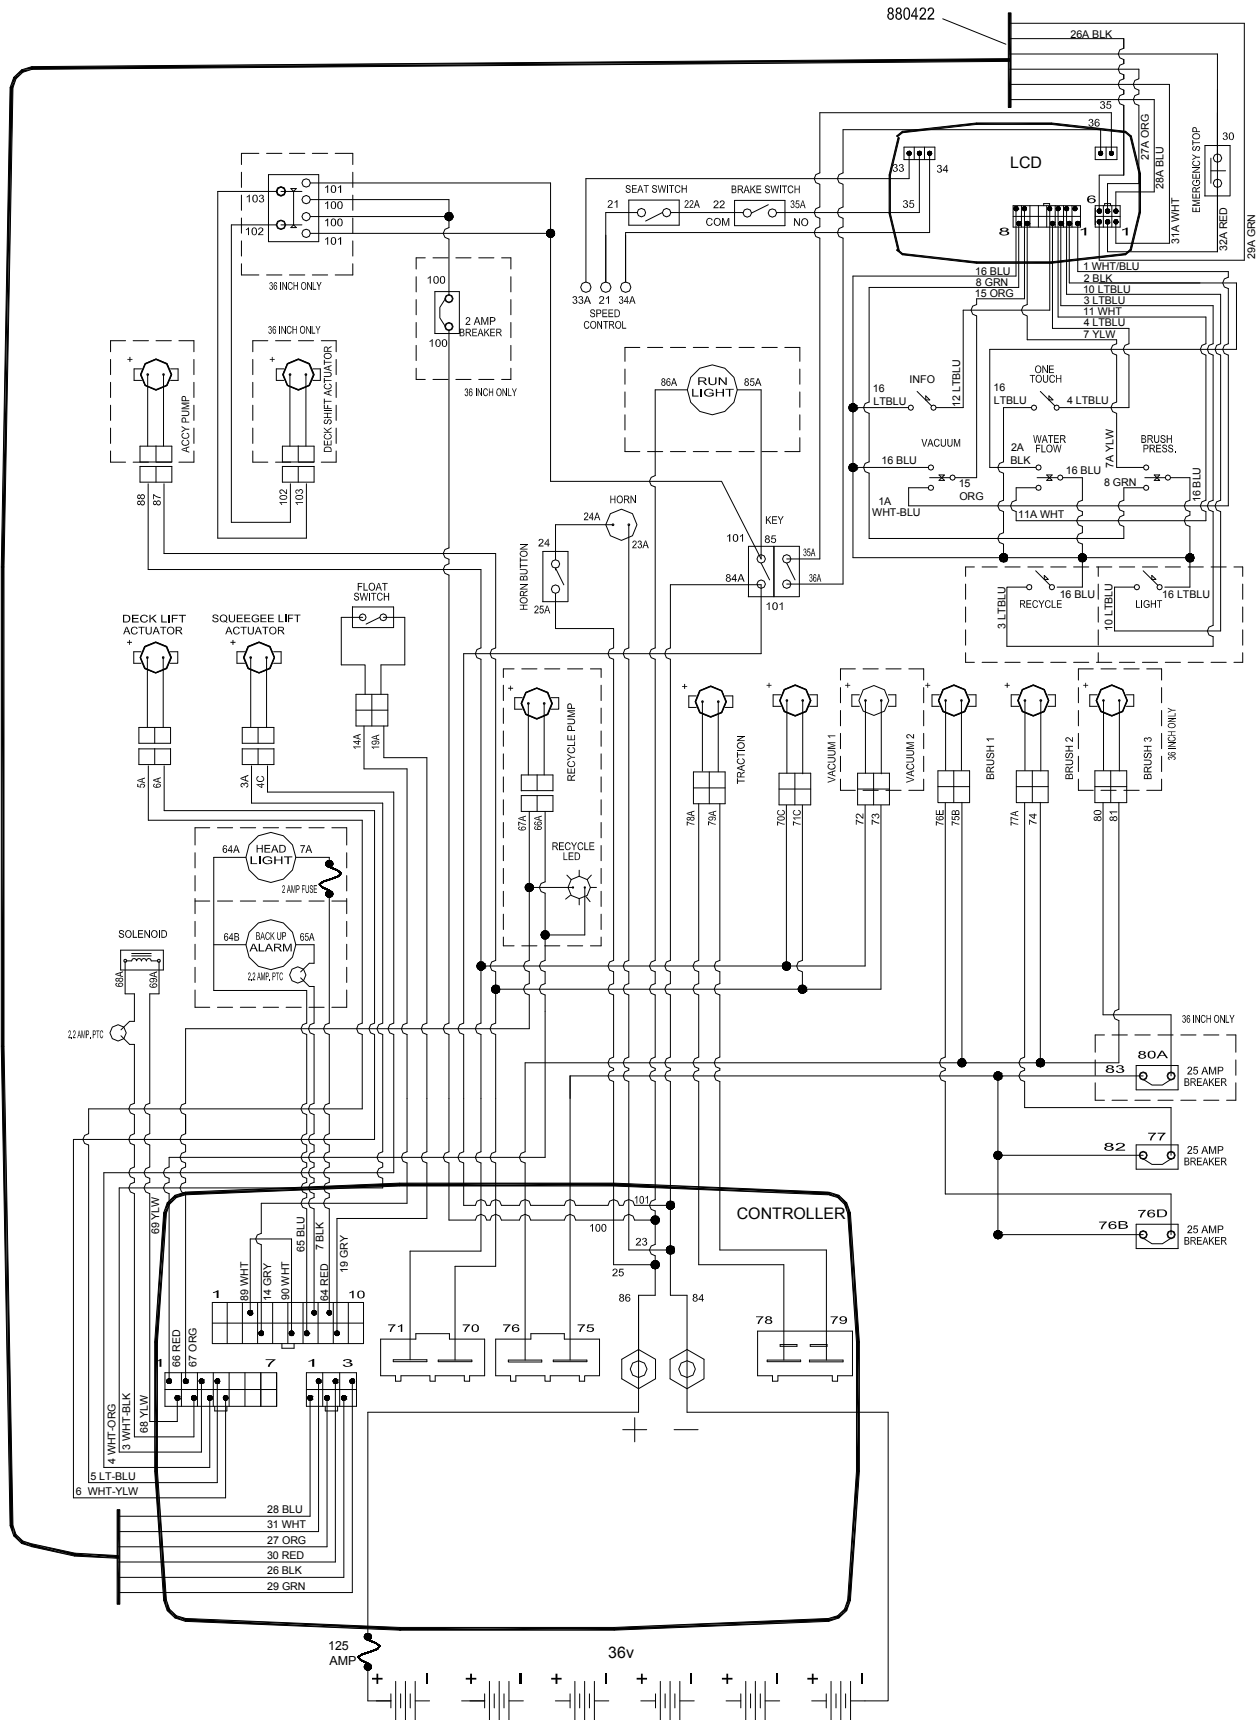 880422
26A BLK
35
36
27A ORG
28A BLU
31A WHT
EMERGENCY STOP
30
32A RED
29A GRN
LCD
33
34
35
6
8
1
1
103
101
100
102
100
101
36 INCH ONLY
SEAT SWITCH
BRAKE SWITCH
21
22A
22
35A
COM
NO
33A
21
34A
SPEED
CONTROL
100
2 AMP
BREAKER
100
36 INCH ONLY
16 BLU
8 GRN
15 ORG
1 WHT/BLU
2 BLK
10 LTBLU
3 LTBLU
11 WHT
4 LTBLU
7 YLW
36 INCH ONLY
+
ACCY PUMP
+
DECK SHIFT ACTUATOR
88
87
102
103
86A
RUN
LIGHT
85A
16
LTBLU
INFO
12 LTBLU
16
LTBLU
ONE
TOUCH
4 LTBLU
VACUUM
16 BLU
15
ORG
1A
WHT-BLU
2A
BLK
WATER
FLOW
16 BLU
11A WHT
7A YLW
BRUSH
PRESS.
8 GRN
16 BLU
HORN
24A
23A
24
HORN BUTTON
25A
KEY
101
85
84A
101
35A
36A
3 LTBLU
16 BLU
RECYCLE
10 LTBLU
16 LTBLU
LIGHT
FLOAT
SWITCH
14A
19A
DECK LIFT
ACTUATOR
+
5A
6A
SQUEEGEE LIFT
ACTUATOR
+
3A
4C
+
RECYCLE PUMP
67A
66A
RECYCLE
LED
+
TRACTION
78A
79A
+
VACUUM 1
70C
71C
+
VACUUM 2
72
73
+
BRUSH 1
76E
75B
+
BRUSH 2
77A
74
+
BRUSH 3
36 INCH ONLY
80
81
64A
HEAD
LIGHT
7A
2 AMP FUSE
64B
BACK UP
ALARM
65A
2.2 AMP. PTC
SOLENOID
68A
69A
2.2 AMP. PTC
36 INCH ONLY
80A
83
25 AMP
BREAKER
77
82
25 AMP
BREAKER
76D
76B
25 AMP
BREAKER
69 YLW
CONTROLLER
101
100
23
25
86
84
89 WHT
14 GRY
90 WHT
65 BLU
7 BLK
64 RED
19 GRY
1
10
71
70
76
75
78
79
1
66 RED
67 ORG
7
1
3
4 WHT-ORG
3 WHT-BLK
68 YLW
5 LT-BLU
6 WHT-YLW
+
-
28 BLU
31 WHT
27 ORG
30 RED
26 BLK
29 GRN
125
AMP
36v
+ - + - + - + - + - + -